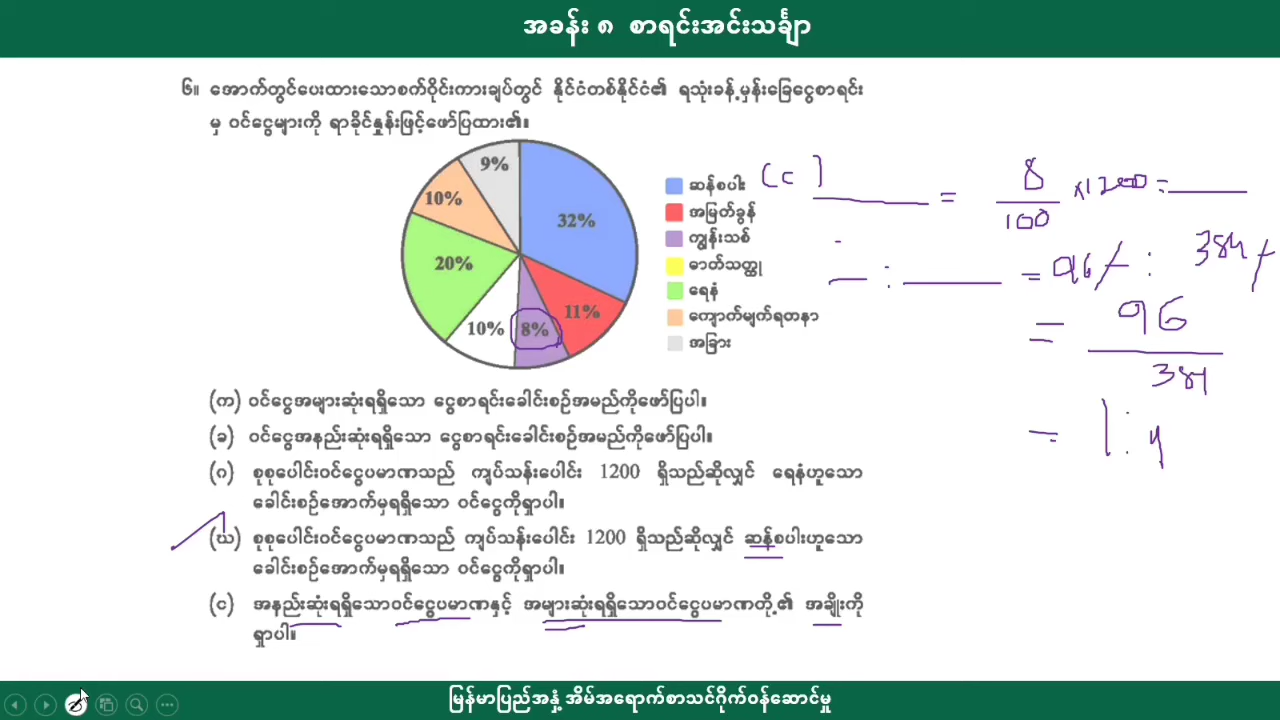 အခန်း ၈ စာရင်းအင်းသင်္ချာ
၆။ အောက်တွင်ပေးထားသောစက်ဝိုင်းကားချပ်တွင် နိုင်ငံတစ်နိုင်ငံ၏ ရသုံးခန့်မှန်းခြေငွေစာရင်း
မှ ဝင်ငွေများကို ရာခိုင်နှုန်းဖြင့်ဖော်ပြထား၏။
9%
10%
32%
20%
11%
10%
8%
ဆန်စပါး
အမြတ်ခွန်
ကျွန်းသစ်
ဓာတ်သတ္တု
ရေနံ
ကျောက်မျက်ရတနာ
အခြား
(c) = 8/100 × 1200 =
: = 96/- : 384/-
= 96/384
= 1 : 4
(က) ဝင်ငွေအများဆုံးရရှိသော ငွေစာရင်းခေါင်းစဉ်အမည်ကိုဖော်ပြပါ။
(ခ) ဝင်ငွေအနည်းဆုံးရရှိသော ငွေစာရင်းခေါင်းစဉ်အမည်ကိုဖော်ပြပါ။
(ဂ) စုစုပေါင်းဝင်ငွေပမာဏသည် ကျပ်သန်းပေါင်း 1200 ရှိသည်ဆိုလျှင် ရေနံဟူသော
ခေါင်းစဉ်အောက်မှရရှိသော ဝင်ငွေကိုရှာပါ။
(ဃ) စုစုပေါင်းဝင်ငွေပမာဏသည် ကျပ်သန်းပေါင်း 1200 ရှိသည်ဆိုလျှင် ဆန်စပါးဟူသော
ခေါင်းစဉ်အောက်မှရရှိသော ဝင်ငွေကိုရှာပါ။
(င) အနည်းဆုံးရရှိသောဝင်ငွေပမာဏနှင့် အများဆုံးရရှိသောဝင်ငွေပမာဏတို့၏ အချိုးကို
ရှာပါ။
မြန်မာပြည်အနှံ့ အိမ်အရောက်စာသင်ဂိုက်ဝန်ဆောင်မှု